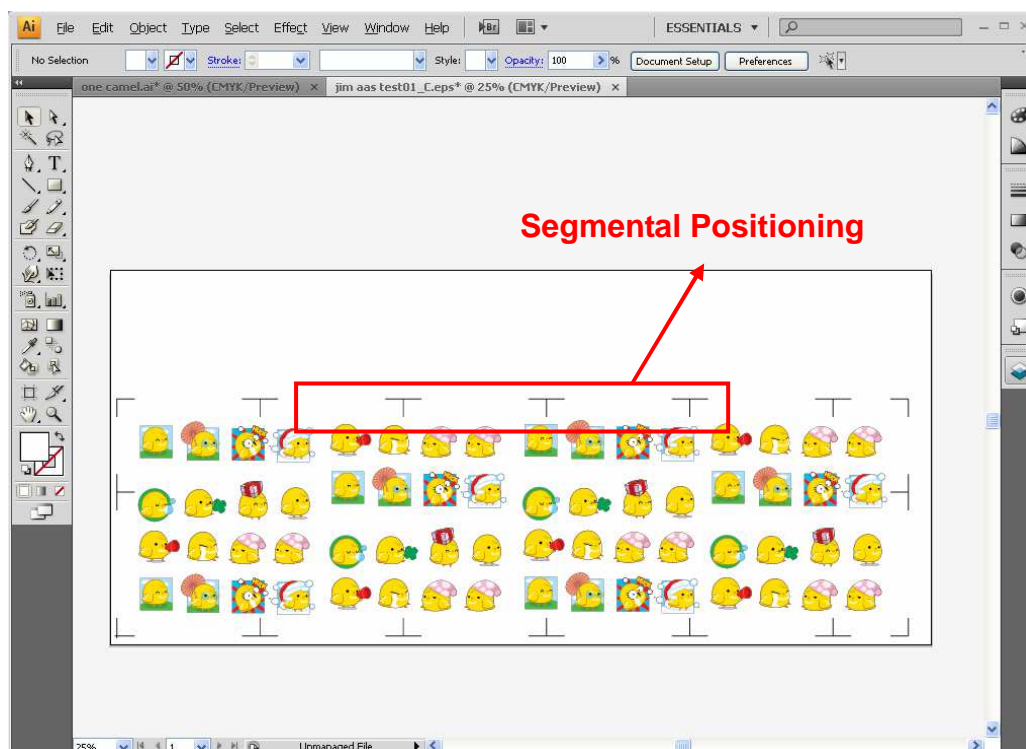 Ai File Edit Object Type Select Effect View Window Help Br ESSENTIALS
No Selection Stroke: Style: Opacity: 100 % Document Setup Preferences
one camel.ai* @ 50% (CMYK/Preview) × jim aas test01_C.eps* @ 25% (CMYK/Preview) ×
T
Segmental Positioning
25% 1 Unmanaged File